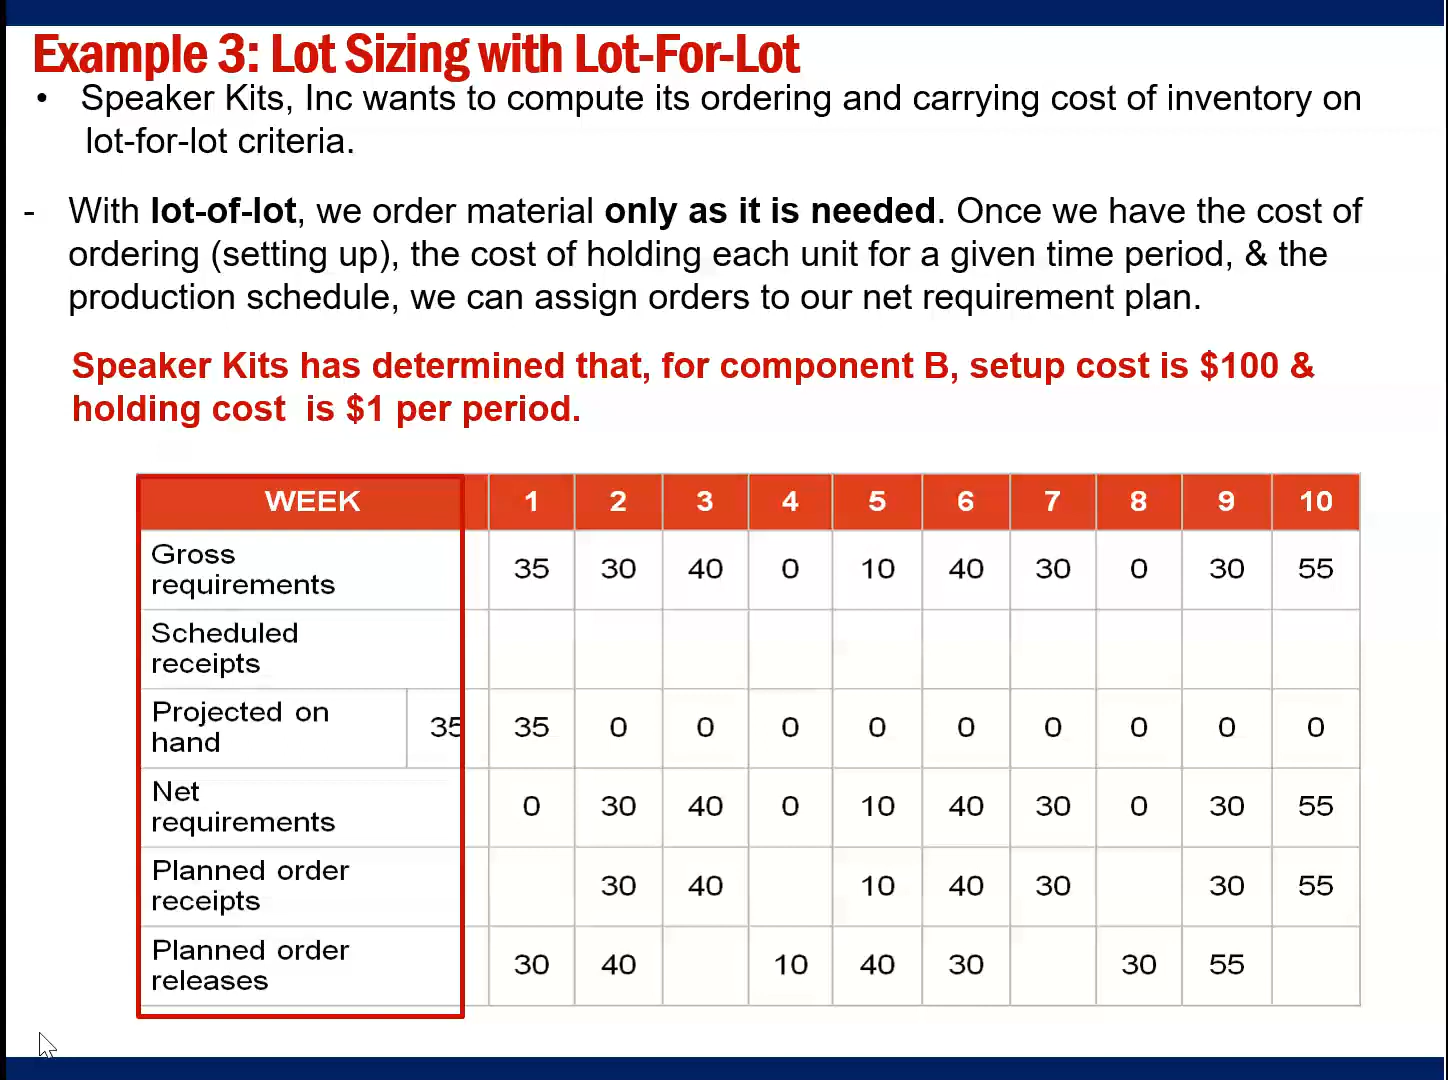 Example 3: Lot Sizing with Lot-For-Lot
• Speaker Kits, Inc wants to compute its ordering and carrying cost of inventory on
lot-for-lot criteria.
- With lot-of-lot, we order material only as it is needed. Once we have the cost of
ordering (setting up), the cost of holding each unit for a given time period, & the
production schedule, we can assign orders to our net requirement plan.
Speaker Kits has determined that, for component B, setup cost is $100 &
holding cost is $1 per period.
WEEK 1 2 3 4 5 6 7 8 9 10
Gross
requirements 35 30 40 0 10 40 30 0 30 55
Scheduled
receipts
Projected on
hand 35 35 0 0 0 0 0 0 0 0 0
Net
requirements 0 30 40 0 10 40 30 0 30 55
Planned order
receipts 30 40 10 40 30 30 55
Planned order
releases 30 40 10 40 30 30 55